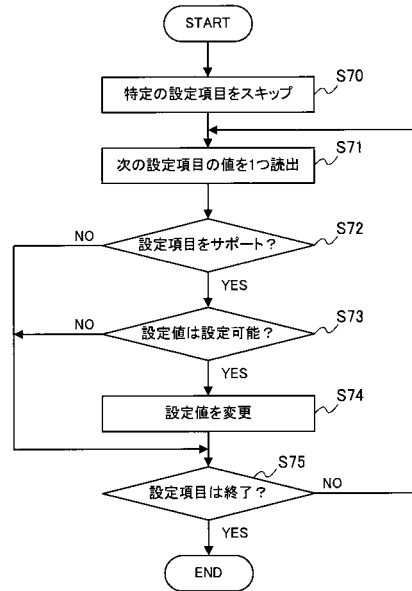 START
特定の設定項目をスキップ
S70
次の設定項目の値を1つ読出
S71
設定項目をサポート?
S72
NO
YES
設定値は設定可能?
S73
NO
YES
設定値を変更
S74
設定項目は終了?
S75
NO
YES
END